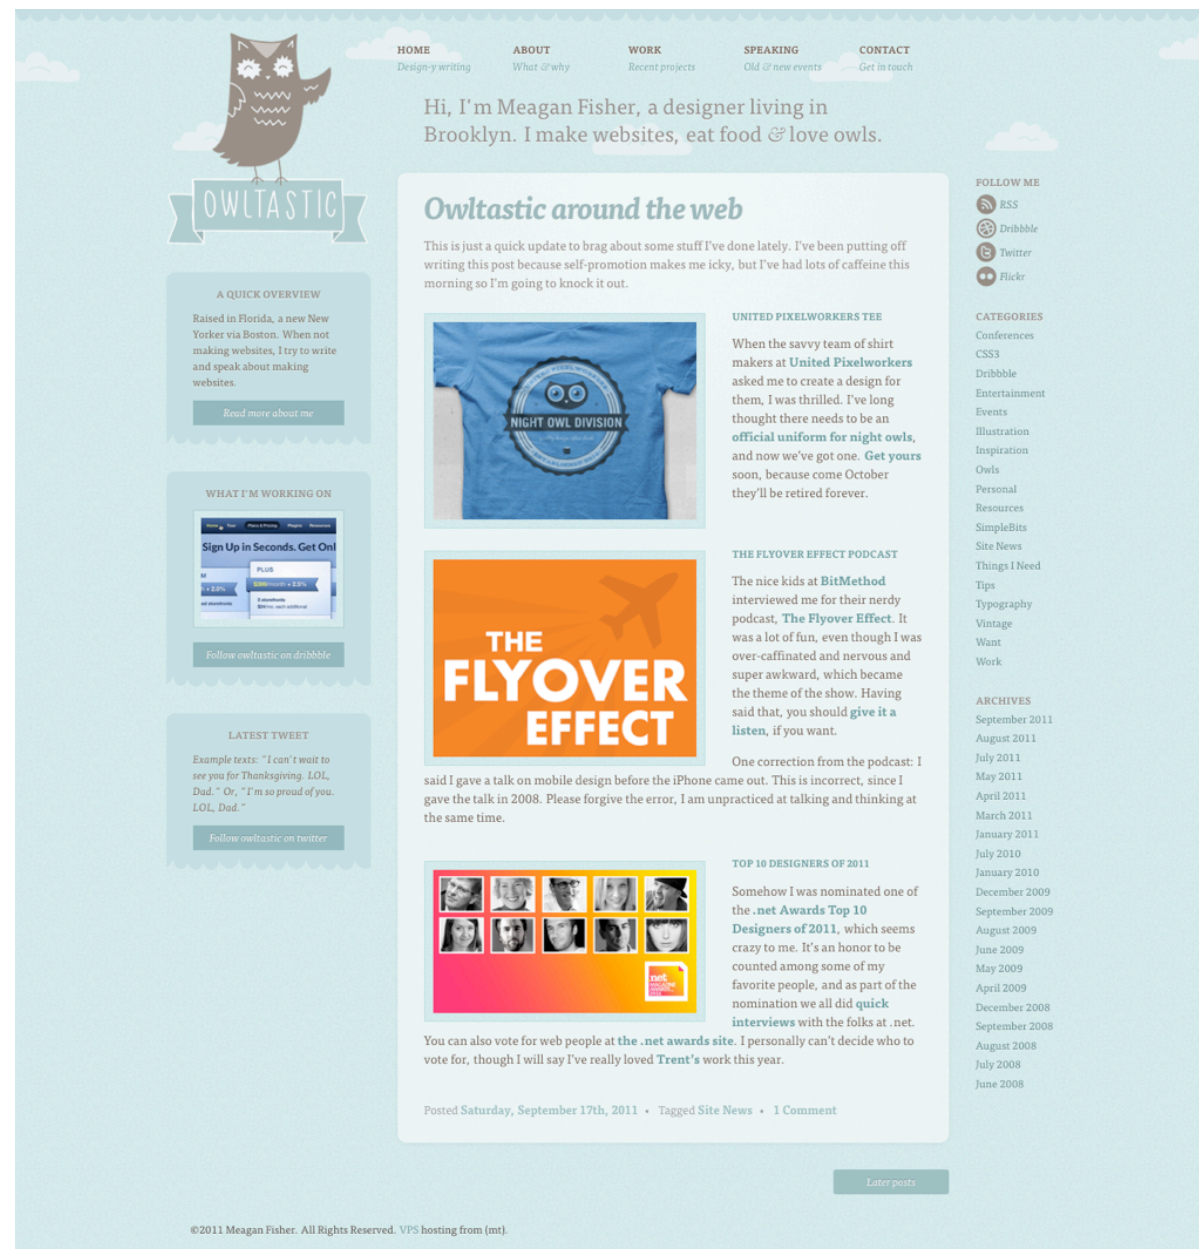 HOME
Design-y writing
ABOUT
What & why
WORK
Recent projects
SPEAKING
Old & new events
CONTACT
Get in touch
Hi, I'm Meagan Fisher, a designer living in
Brooklyn. I make websites, eat food & love owls.
OWLTASTIC
A QUICK OVERVIEW
Raised in Florida, a new New
Yorker via Boston. When not
making websites, I try to write
and speak about making
websites.
Read more about me
WHAT I'M WORKING ON
Home Tour Plans & Pricing Plugins Resources
Sign Up in Seconds. Get Onl
PLUS
M
/month + 2.5%
+ 2.0%
3 storefronts
storefronts
each additional
Follow owltastic on dribbble
LATEST TWEET
Example texts: "I can't wait to
see you for Thanksgiving. LOL,
Dad." Or, "I'm so proud of you.
LOL, Dad."
Follow owltastic on twitter
Owltastic around the web
This is just a quick update to brag about some stuff I've done lately. I've been putting off
writing this post because self-promotion makes me icky, but I've had lots of caffeine this
morning so I'm going to knock it out.
NIGHT OWL DIVISION
UNITED PIXELWORKERS TEE
When the savvy team of shirt
makers at United Pixelworkers
asked me to create a design for
them, I was thrilled. I've long
thought there needs to be an
official uniform for night owls,
and now we've got one. Get yours
soon, because come October
they'll be retired forever.
THE
FLYOVER
EFFECT
THE FLYOVER EFFECT PODCAST
The nice kids at BitMethod
interviewed me for their nerdy
podcast, The Flyover Effect. It
was a lot of fun, even though I was
over-caffinated and nervous and
super awkward, which became
the theme of the show. Having
said that, you should give it a
listen, if you want.
One correction from the podcast: I
said I gave a talk on mobile design before the iPhone came out. This is incorrect, since I
gave the talk in 2008. Please forgive the error, I am unpracticed at talking and thinking at
the same time.
.net
TOP 10 DESIGNERS OF 2011
Somehow I was nominated one of
the .net Awards Top 10
Designers of 2011, which seems
crazy to me. It's an honor to be
counted among some of my
favorite people, and as part of the
nomination we all did quick
interviews with the folks at .net.
You can also vote for web people at the .net awards site. I personally can't decide who to
vote for, though I will say I've really loved Trent's work this year.
Posted Saturday, September 17th, 2011 • Tagged Site News • 1 Comment
Later posts
FOLLOW ME
RSS
Dribbble
Twitter
Flickr
CATEGORIES
Conferences
CSS3
Dribbble
Entertainment
Events
Illustration
Inspiration
Owls
Personal
Resources
SimpleBits
Site News
Things I Need
Tips
Typography
Vintage
Want
Work
ARCHIVES
September 2011
August 2011
July 2011
May 2011
April 2011
March 2011
January 2011
July 2010
January 2010
December 2009
September 2009
August 2009
June 2009
May 2009
April 2009
December 2008
September 2008
August 2008
July 2008
June 2008
©2011 Meagan Fisher. All Rights Reserved. VPS hosting from (mt).